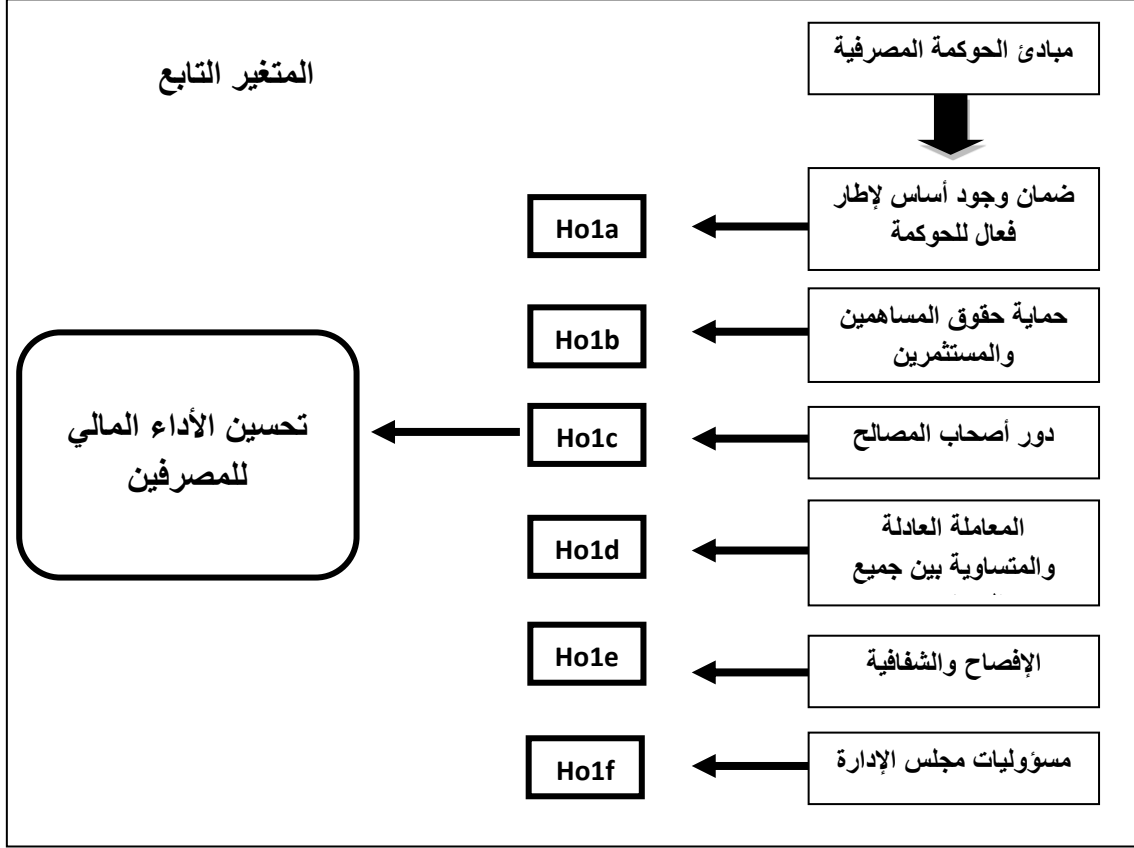 مبادئ الحوكمة المصرفية
المتغير التابع
ضمان وجود أساس لإطار
فعال للحوكمة
Ho1a
حماية حقوق المساهمين
والمستثمرين
Ho1b
دور أصحاب المصالح
Ho1c
تحسين الأداء المالي
للمصرفين
المعاملة العادلة
والمتساوية بين جميع
Ho1d
الإفصاح والشفافية
Ho1e
مسؤوليات مجلس الإدارة
Ho1f